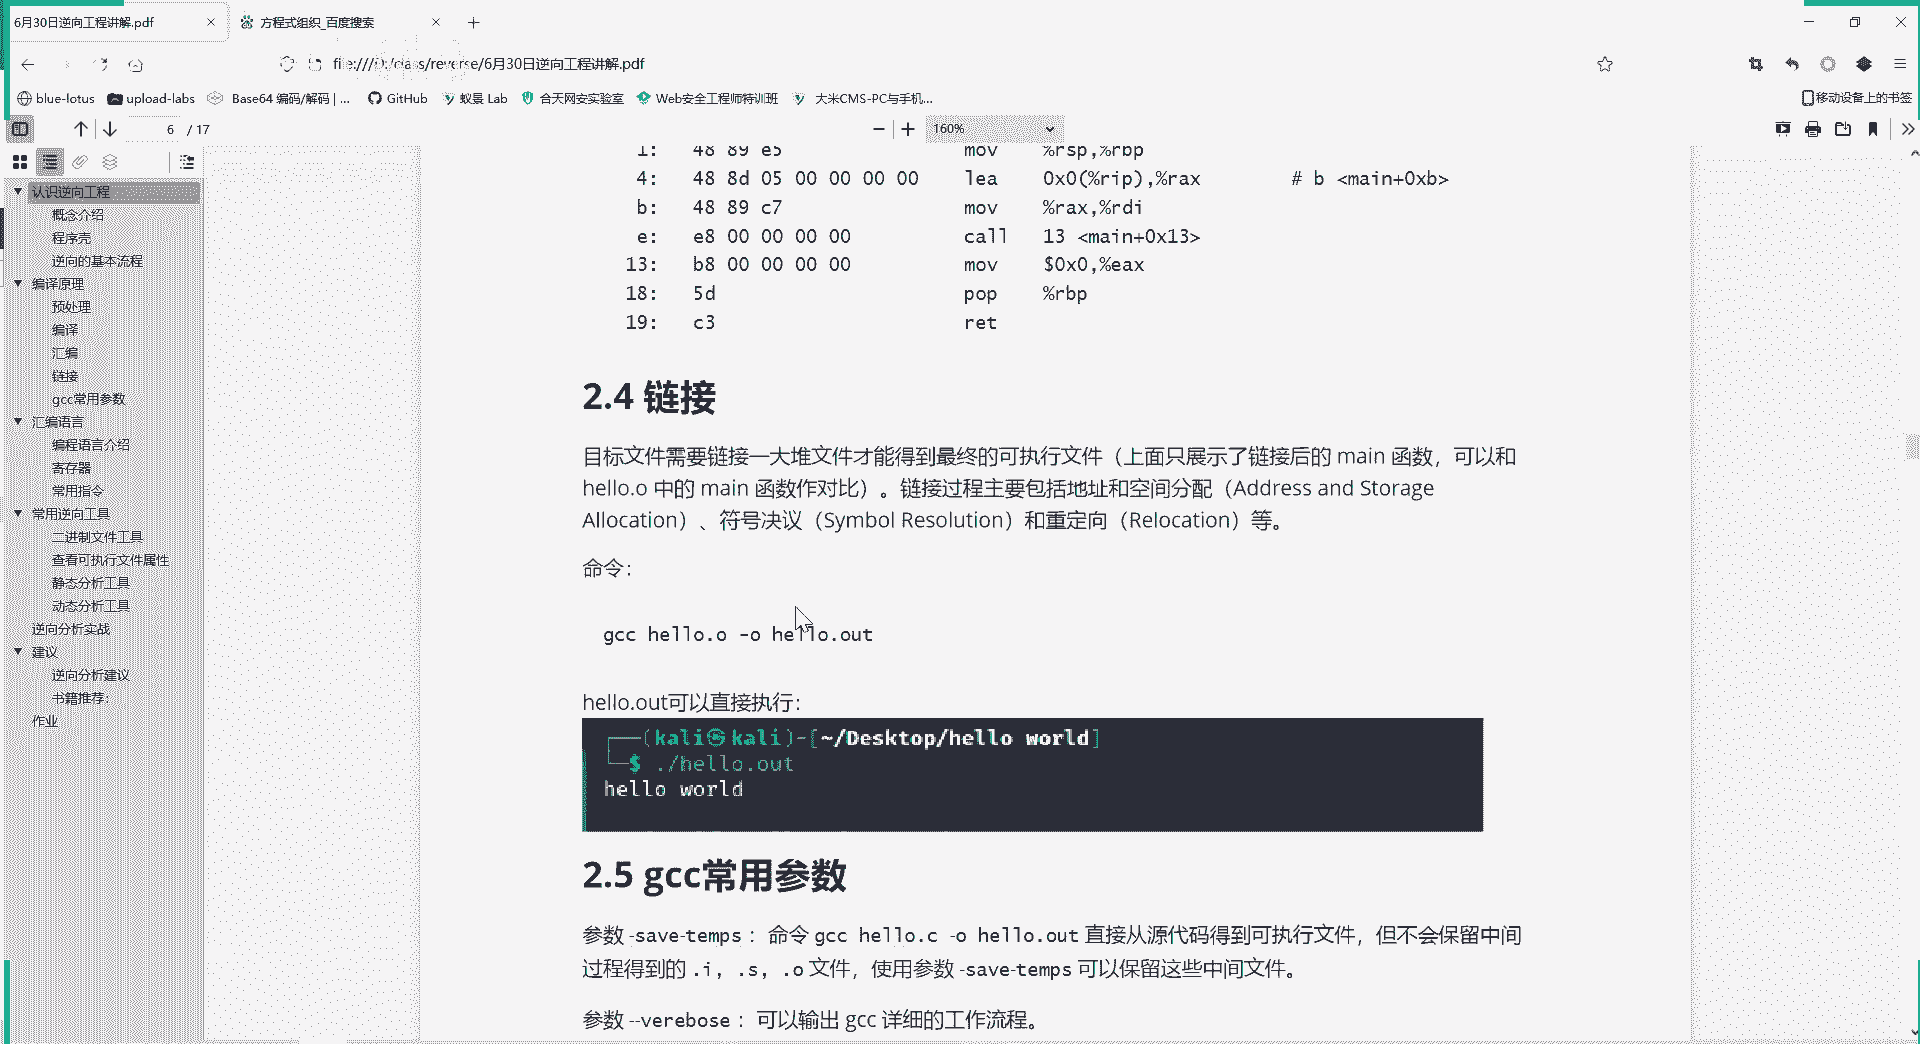 6月30日逆向工程讲解.pdf
方程式组织_百度搜索
file:///D:/class/reverse/6月30日逆向工程讲解.pdf
blue-lotus
upload-labs
Base64 编码/解码 | ...
GitHub
蚁景 Lab
合天网安实验室
Web安全工程师特训班
大米CMS-PC与手机...
移动设备上的书签
6 / 17
160%
认识逆向工程
概念介绍
程序壳
逆向的基本流程
编译原理
预处理
编译
汇编
链接
gcc常用参数
汇编语言
编程语言介绍
寄存器
常用指令
常用逆向工具
二进制文件工具
查看可执行文件属性
静态分析工具
动态分析工具
逆向分析实战
建议
逆向分析建议
书籍推荐：
作业
1: 48 89 e5 mov %rsp,%rbp
4: 48 8d 05 00 00 00 00 lea 0x0(%rip),%rax # b <main+0xb>
b: 48 89 c7 mov %rax,%rdi
e: e8 00 00 00 00 call 13 <main+0x13>
13: b8 00 00 00 00 mov $0x0,%eax
18: 5d pop %rbp
19: c3 ret
2.4 链接
目标文件需要链接一大堆文件才能得到最终的可执行文件（上面只展示了链接后的 main 函数，可以和
hello.o 中的 main 函数作对比）。链接过程主要包括地址和空间分配（Address and Storage
Allocation）、符号决议（Symbol Resolution）和重定向（Relocation）等。
命令：
gcc hello.o -o hello.out
hello.out可以直接执行：
┌──(kali㉿kali)-[~/Desktop/hello world]
└─$ ./hello.out
hello world
2.5 gcc常用参数
参数 -save-temps ：命令 gcc hello.c -o hello.out 直接从源代码得到可执行文件，但不会保留中间
过程得到的 .i，.s，.o 文件，使用参数 -save-temps 可以保留这些中间文件。
参数 --verebose ：可以输出 gcc 详细的工作流程。